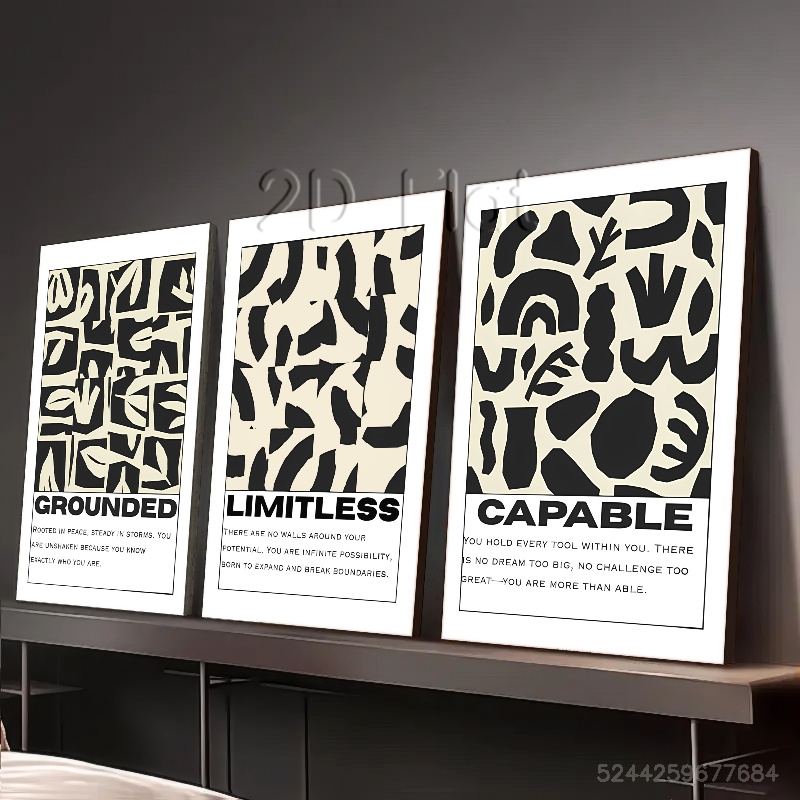 2D Flat
GROUNDED
ROOTED IN PEACE, STEADY IN STORMS. YOU
ARE UNSHAKEN BECAUSE YOU KNOW
EXACTLY WHO YOU ARE.
LIMITLESS
THERE ARE NO WALLS AROUND YOUR
POTENTIAL. YOU ARE INFINITE POSSIBILITY,
BORN TO EXPAND AND BREAK BOUNDARIES.
CAPABLE
YOU HOLD EVERY TOOL WITHIN YOU. THERE
IS NO DREAM TOO BIG, NO CHALLENGE TOO
GREAT—YOU ARE MORE THAN ABLE.
5244259677684